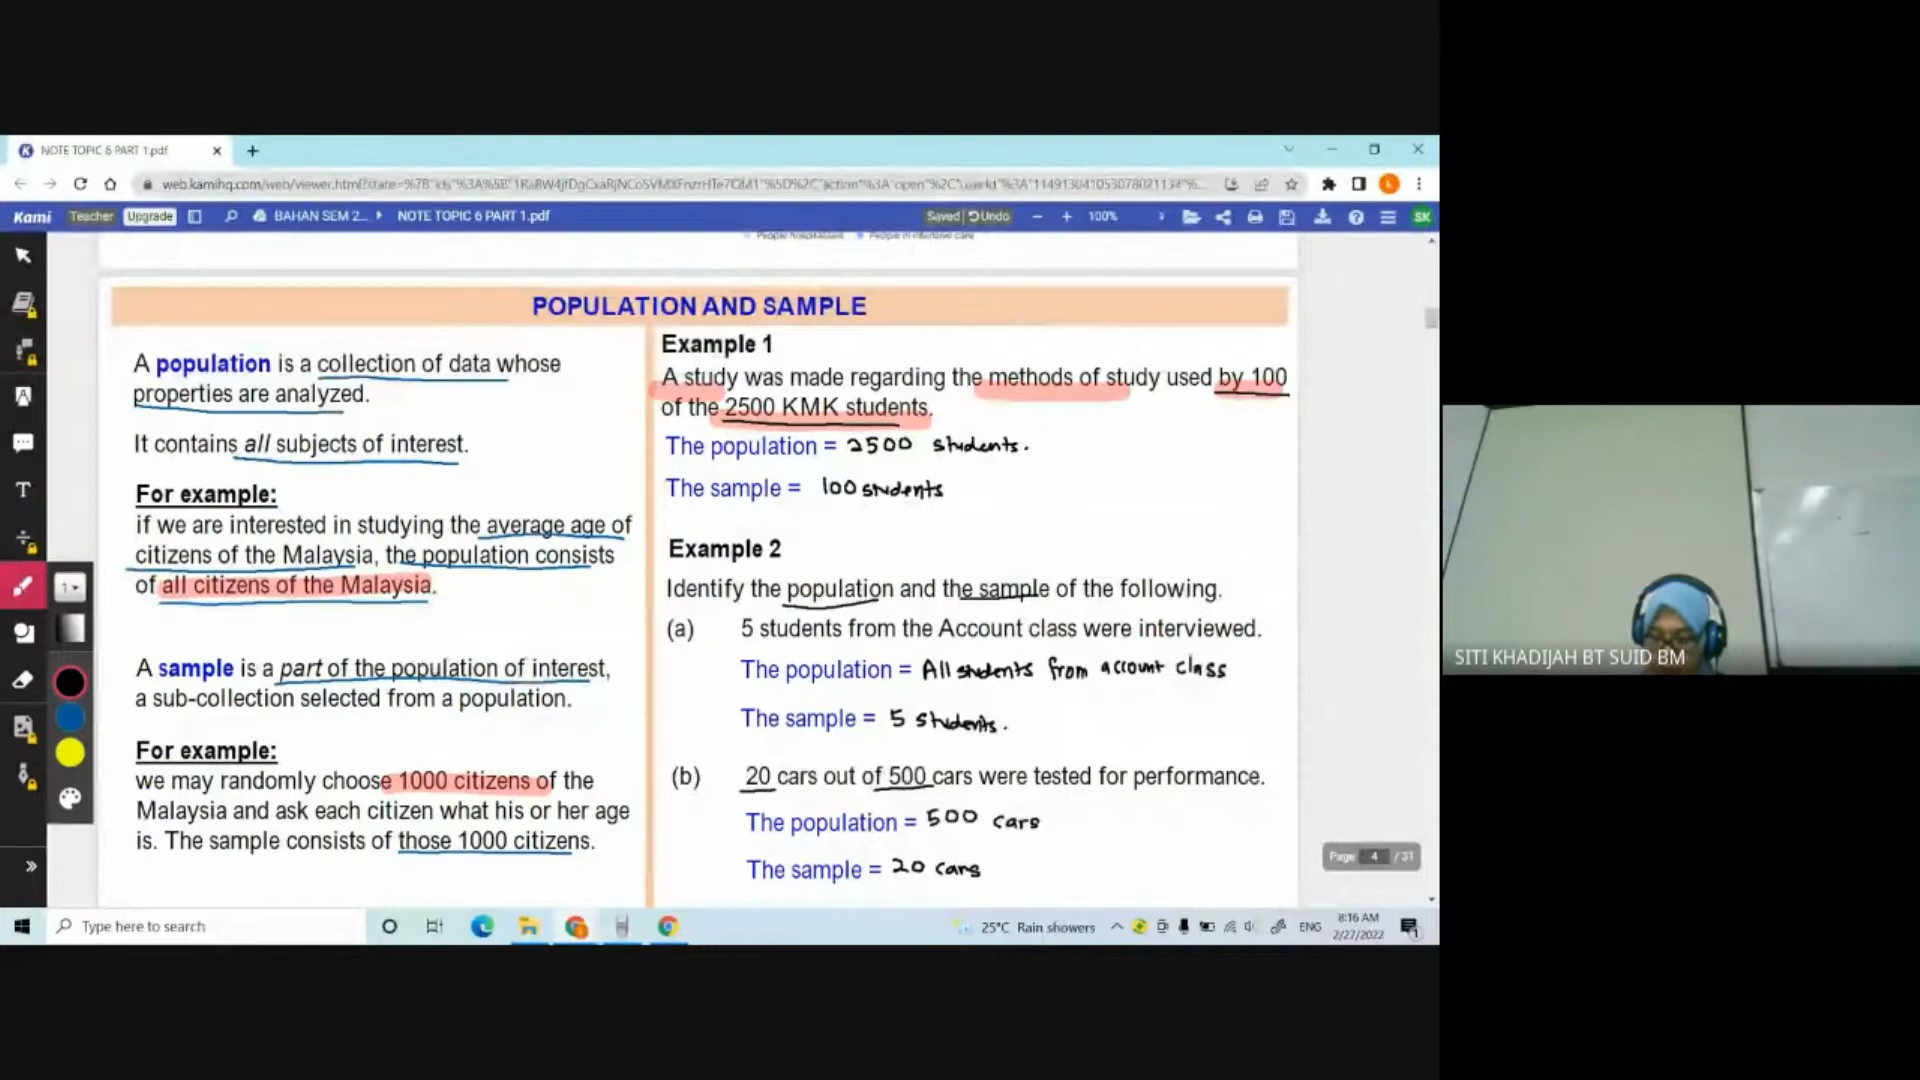 NOTE TOPIC 6 PART 1.pdf
Kami Teacher Upgrade BAHAN SEM 2... NOTE TOPIC 6 PART 1.pdf Saved Undo 100% SK
People hospitalised People in intensive care
POPULATION AND SAMPLE
A population is a collection of data whose
properties are analyzed.
It contains all subjects of interest.
For example:
if we are interested in studying the average age of
citizens of the Malaysia, the population consists
of all citizens of the Malaysia.
A sample is a part of the population of interest,
a sub-collection selected from a population.
For example:
we may randomly choose 1000 citizens of the
Malaysia and ask each citizen what his or her age
is. The sample consists of those 1000 citizens.
Example 1
A study was made regarding the methods of study used by 100
of the 2500 KMK students.
The population = 2500 students.
The sample = 100 students
Example 2
Identify the population and the sample of the following.
(a) 5 students from the Account class were interviewed.
The population = All students from account class
The sample = 5 students.
(b) 20 cars out of 500 cars were tested for performance.
The population = 500 cars
The sample = 20 cars
Page 4 / 31
Type here to search
25°C Rain showers ENG
8:16 AM
2/27/2022
SITI KHADIJAH BT SUID BM